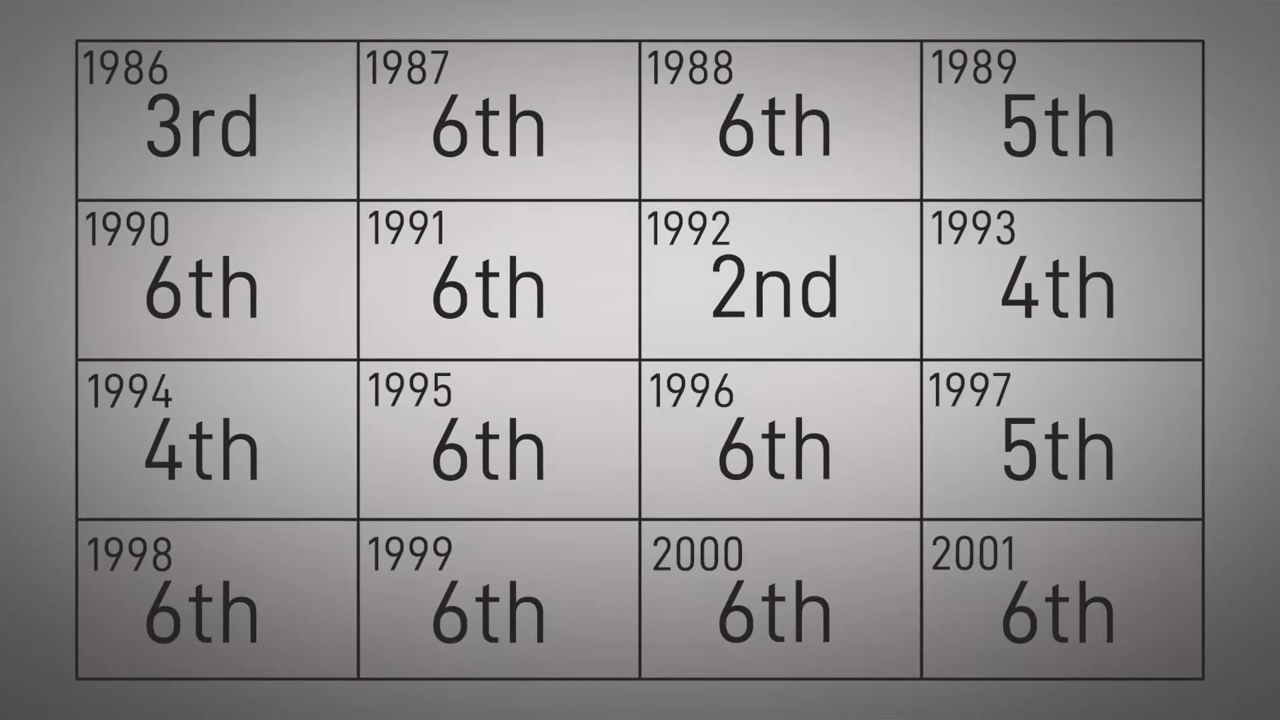 1986 1987 1988 1989
3rd 6th 6th 5th
1990 1991 1992 1993
6th 6th 2nd 4th
1994 1995 1996 1997
4th 6th 6th 5th
1998 1999 2000 2001
6th 6th 6th 6th